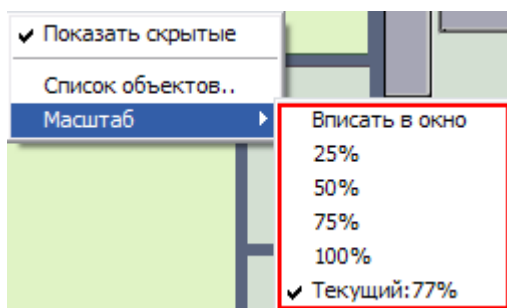 Показать скрытые
Список объектов..
Масштаб
Вписать в окно
25%
50%
75%
100%
Текущий:77%